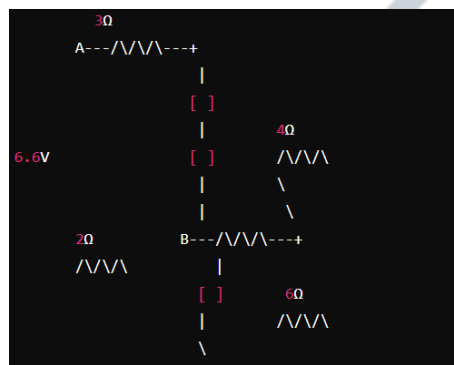 3Ω
A---/\/\/\---+
|
[ ]
|                4Ω
6.6V                [ ]       /\/\/\
|         \
|          \
2Ω          B---/\/\/\---+
/\/\/\          |
[ ]       6Ω
|        /\/\/\
\